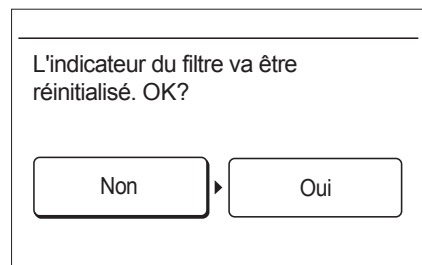 L'indicateur du filtre va être
réinitialisé. OK?
Non
Oui